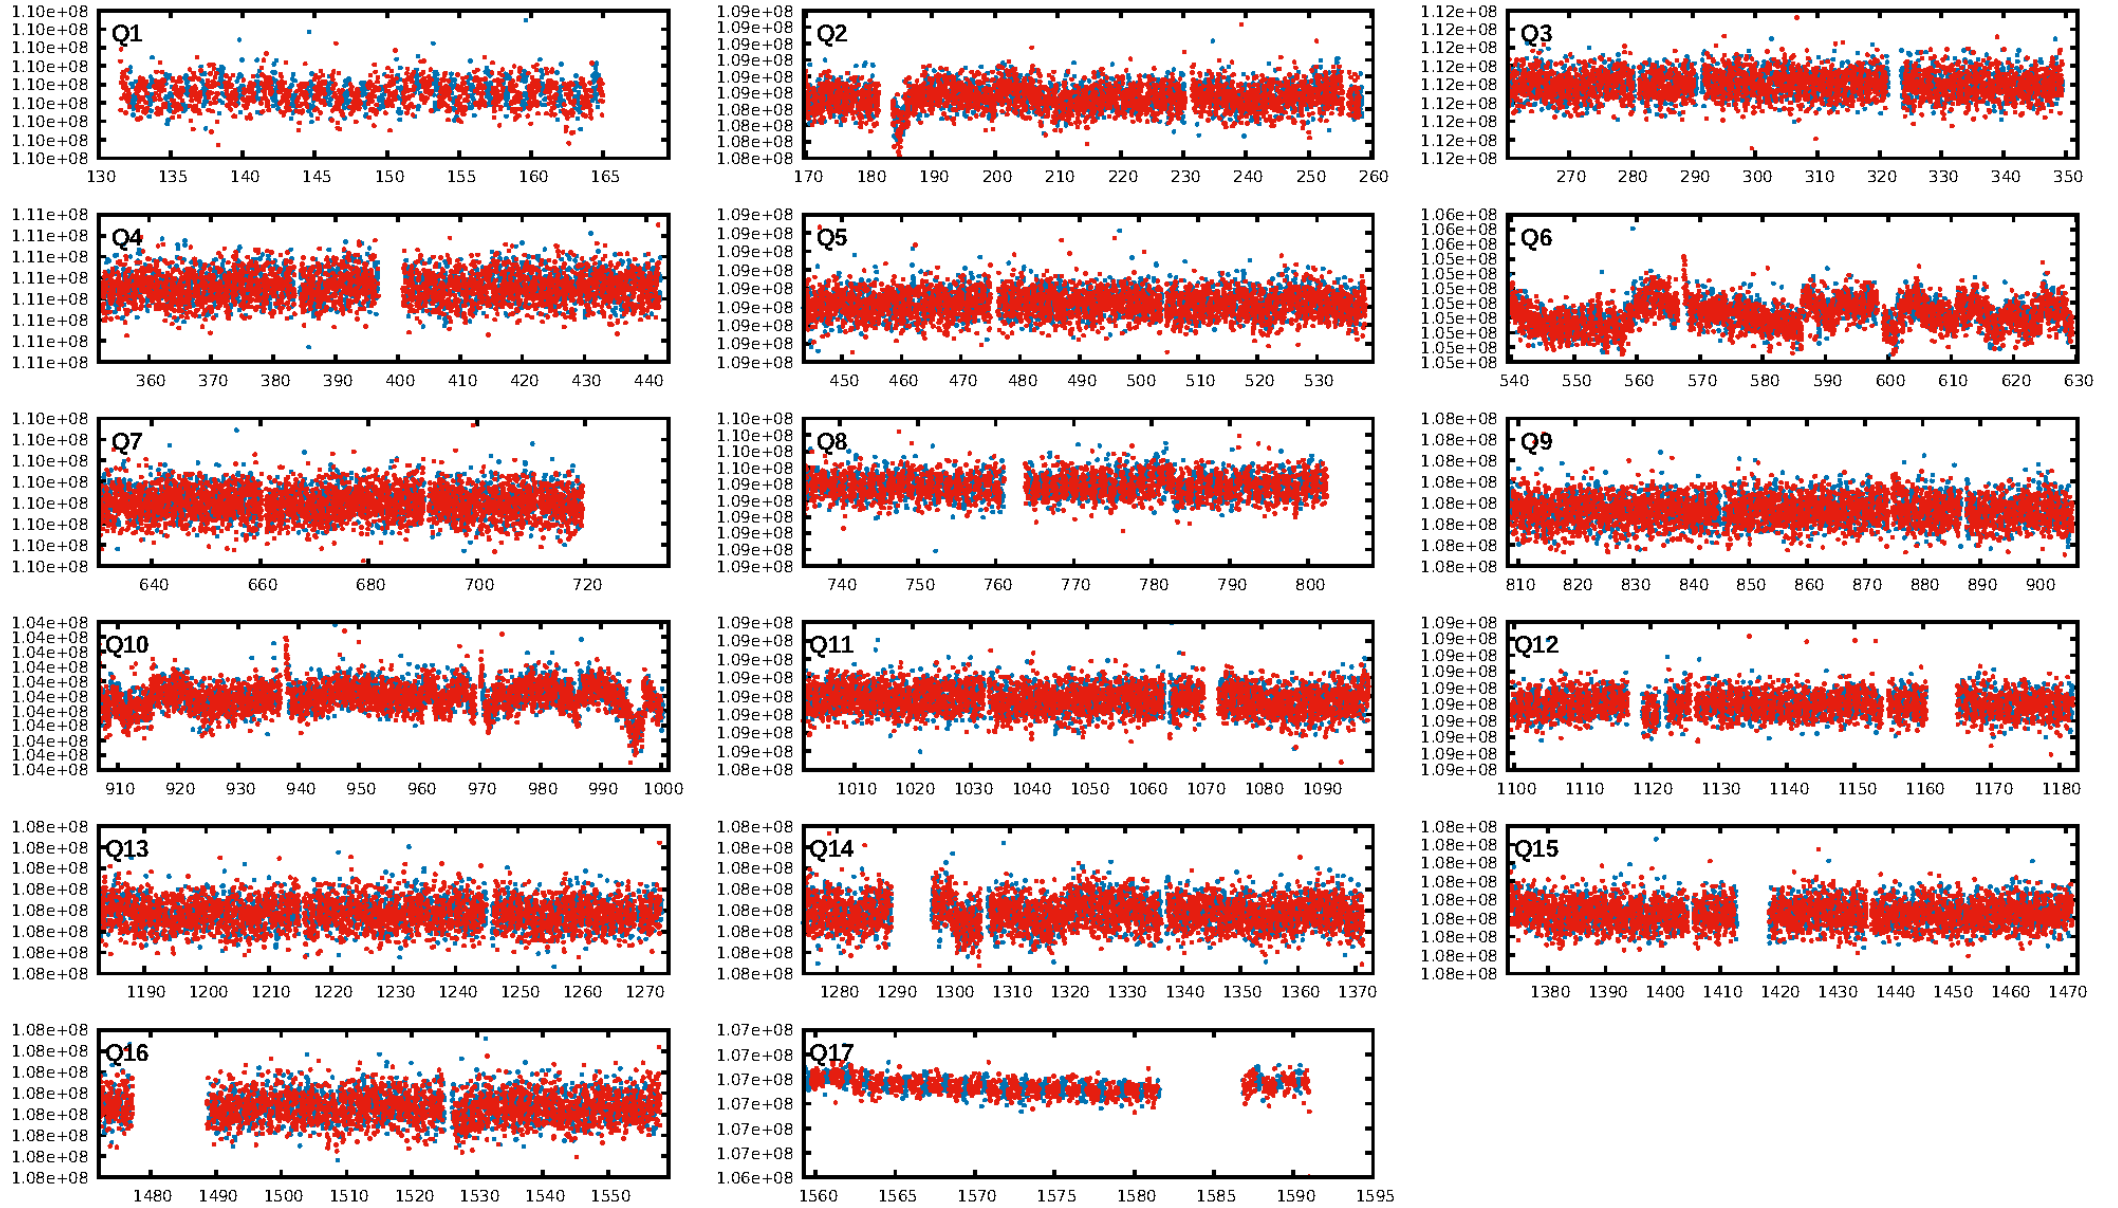 1.10e+08
1.10e+08
1.10e+08
1.10e+08
1.10e+08
1.10e+08
1.10e+08
1.10e+08
1.10e+08
Q1
130 135 140 145 150 155 160 165
1.09e+08
1.09e+08
1.09e+08
1.09e+08
1.09e+08
1.09e+08
1.08e+08
1.08e+08
1.08e+08
1.08e+08
Q2
170 180 190 200 210 220 230 240 250 260
1.12e+08
1.12e+08
1.12e+08
1.12e+08
1.12e+08
1.12e+08
1.12e+08
1.12e+08
1.12e+08
Q3
270 280 290 300 310 320 330 340 350
1.11e+08
1.11e+08
1.11e+08
1.11e+08
1.11e+08
1.11e+08
1.11e+08
1.11e+08
Q4
360 370 380 390 400 410 420 430 440
1.09e+08
1.09e+08
1.09e+08
1.09e+08
1.09e+08
1.09e+08
1.09e+08
1.09e+08
1.09e+08
Q5
450 460 470 480 490 500 510 520 530
1.06e+08
1.06e+08
1.06e+08
1.05e+08
1.05e+08
1.05e+08
1.05e+08
1.05e+08
1.05e+08
1.05e+08
1.05e+08
Q6
540 550 560 570 580 590 600 610 620 630
1.10e+08
1.10e+08
1.10e+08
1.10e+08
1.10e+08
1.10e+08
1.10e+08
1.10e+08
Q7
640 660 680 700 720
1.10e+08
1.10e+08
1.10e+08
1.10e+08
1.09e+08
1.09e+08
1.09e+08
1.09e+08
1.09e+08
1.09e+08
Q8
740 750 760 770 780 790 800
1.08e+08
1.08e+08
1.08e+08
1.08e+08
1.08e+08
1.08e+08
1.08e+08
1.08e+08
Q9
810 820 830 840 850 860 870 880 890 900
1.04e+08
1.04e+08
1.04e+08
1.04e+08
1.04e+08
1.04e+08
1.04e+08
1.04e+08
1.04e+08
1.04e+08
1.04e+08
Q10
910 920 930 940 950 960 970 980 990 1000
1.09e+08
1.09e+08
1.09e+08
1.09e+08
1.09e+08
1.09e+08
1.09e+08
1.09e+08
1.08e+08
Q11
1010 1020 1030 1040 1050 1060 1070 1080 1090
1.09e+08
1.09e+08
1.09e+08
1.09e+08
1.09e+08
1.09e+08
1.09e+08
1.09e+08
1.09e+08
1.09e+08
Q12
1100 1110 1120 1130 1140 1150 1160 1170 1180
1.08e+08
1.08e+08
1.08e+08
1.08e+08
1.08e+08
1.08e+08
1.08e+08
1.08e+08
Q13
1190 1200 1210 1220 1230 1240 1250 1260 1270
1.08e+08
1.08e+08
1.08e+08
1.08e+08
1.08e+08
1.08e+08
1.08e+08
1.08e+08
Q14
1280 1290 1300 1310 1320 1330 1340 1350 1360 1370
1.08e+08
1.08e+08
1.08e+08
1.08e+08
1.08e+08
1.08e+08
1.08e+08
1.08e+08
1.08e+08
Q15
1380 1390 1400 1410 1420 1430 1440 1450 1460 1470
1.08e+08
1.08e+08
1.08e+08
1.08e+08
1.08e+08
1.08e+08
1.08e+08
1.08e+08
Q16
1480 1490 1500 1510 1520 1530 1540 1550
1.07e+08
1.07e+08
1.07e+08
1.07e+08
1.07e+08
1.07e+08
1.06e+08
Q17
1560 1565 1570 1575 1580 1585 1590 1595